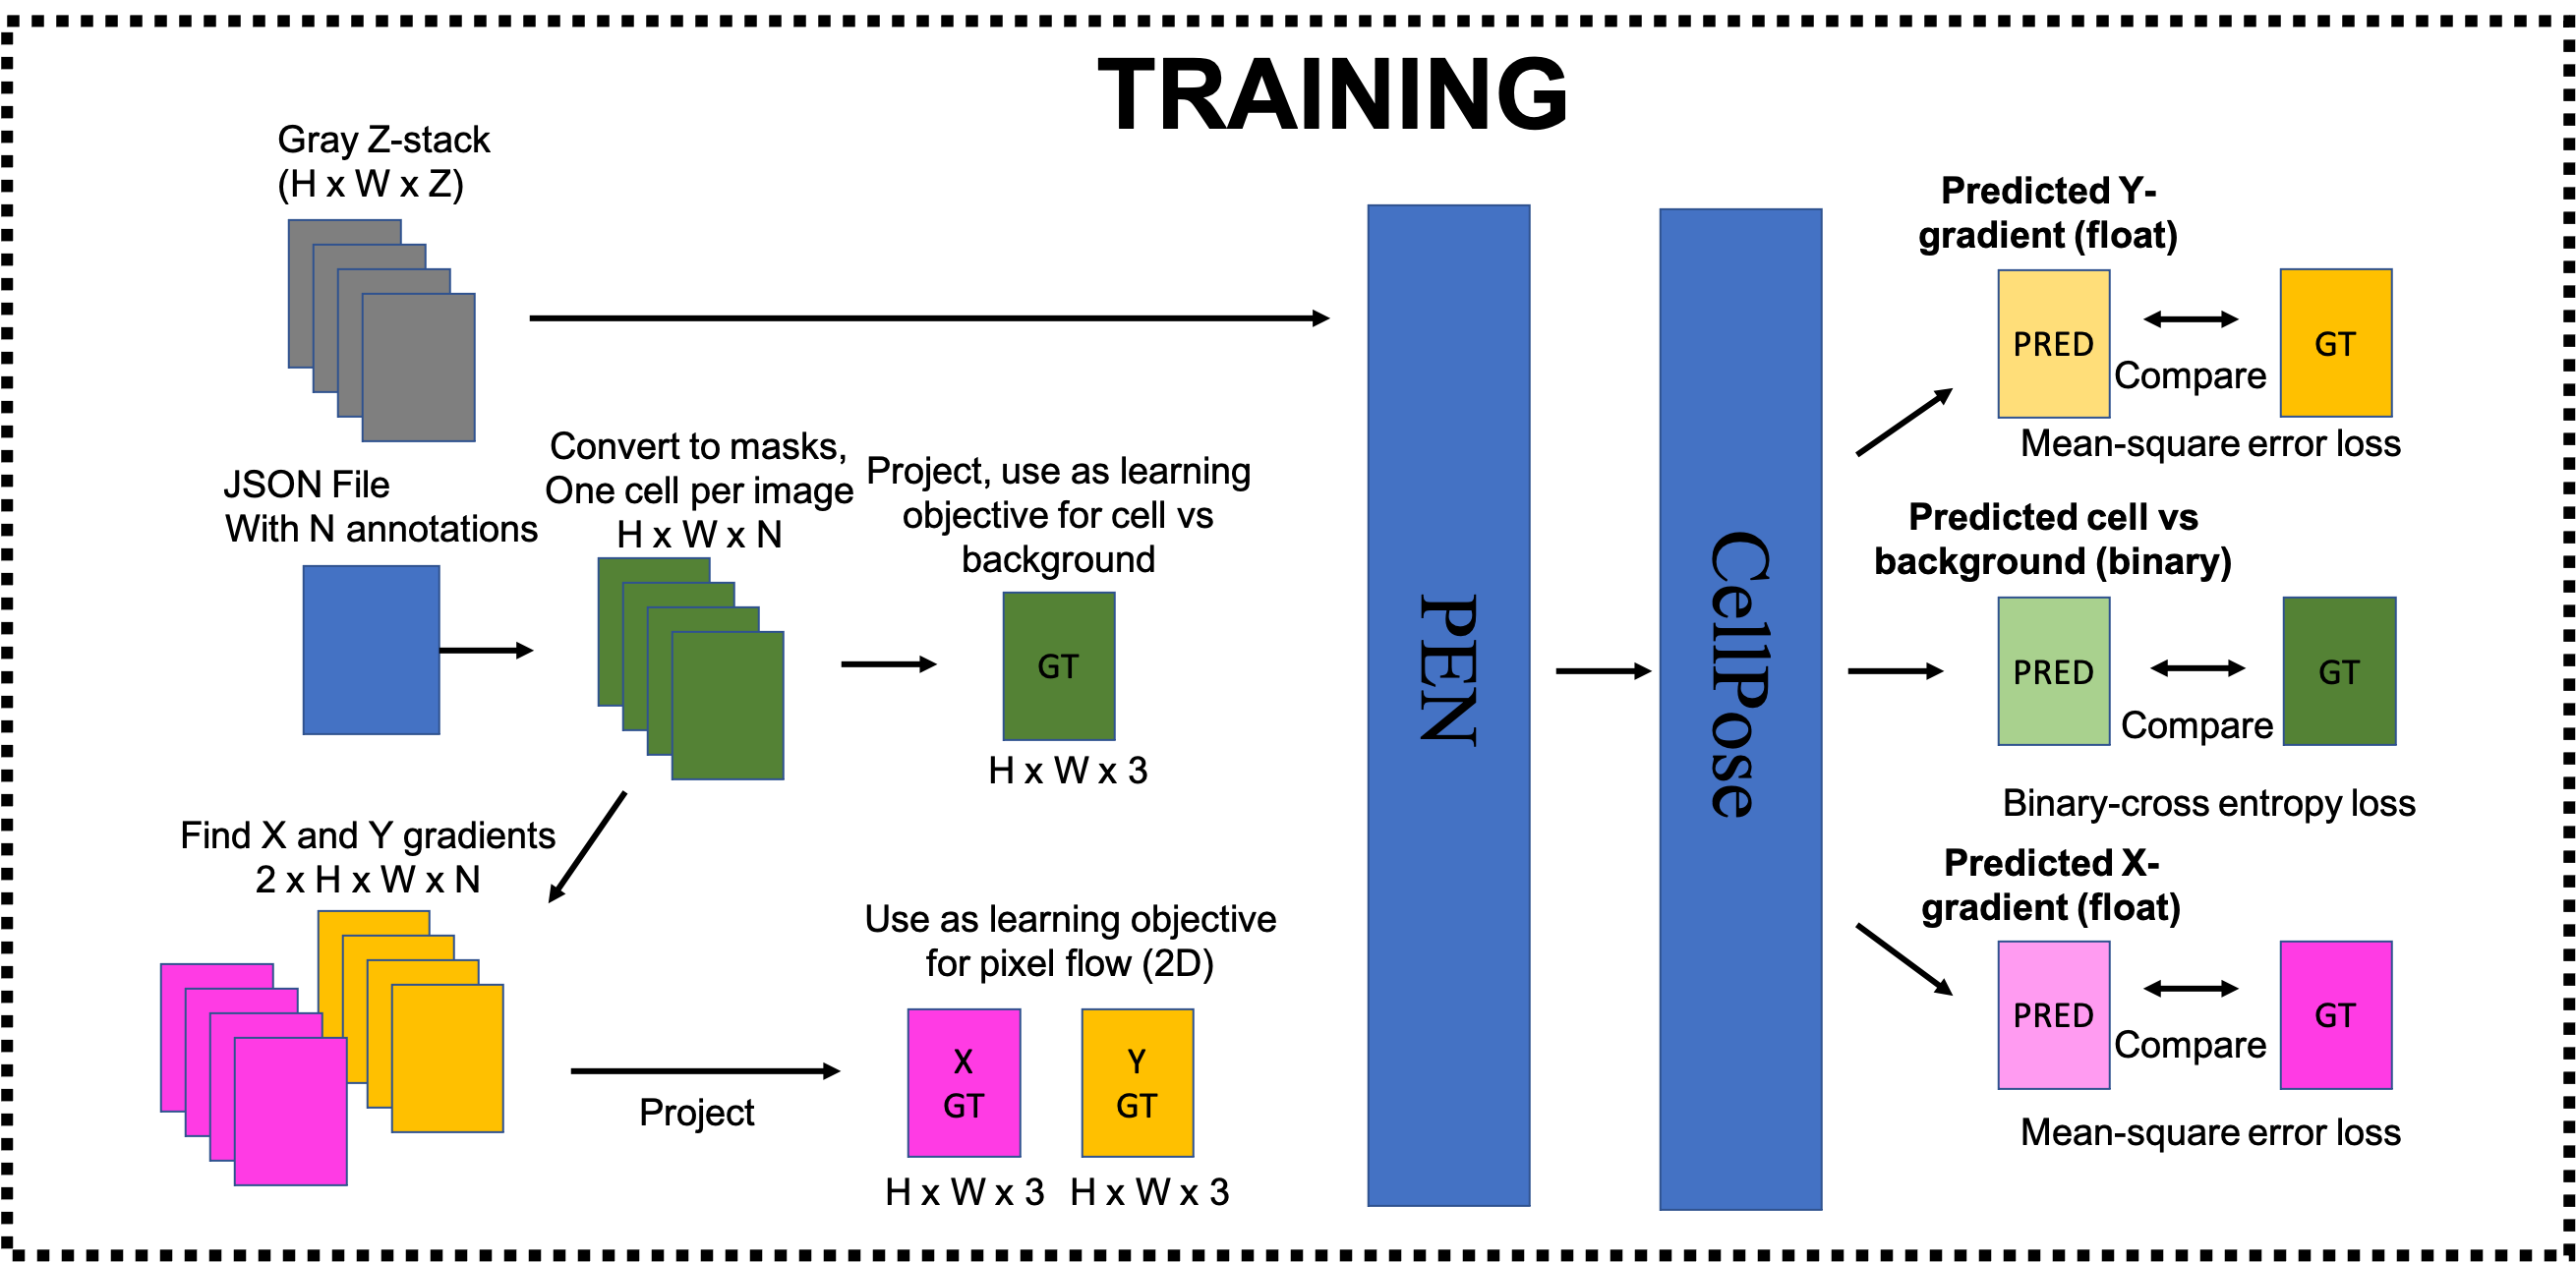 TRAINING
Gray Z-stack
(H x W x Z)
JSON File
With N annotations
Convert to masks,
One cell per image
H x W x N
Project, use as learning
objective for cell vs
background
GT
H x W x 3
Find X and Y gradients
2 x H x W x N
Project
Use as learning objective
for pixel flow (2D)
X
GT
Y
GT
H x W x 3
H x W x 3
PEN
CellPose
Predicted Y-
gradient (float)
PRED
Compare
GT
Mean-square error loss
Predicted cell vs
background (binary)
PRED
Compare
GT
Binary-cross entropy loss
Predicted X-
gradient (float)
PRED
Compare
GT
Mean-square error loss